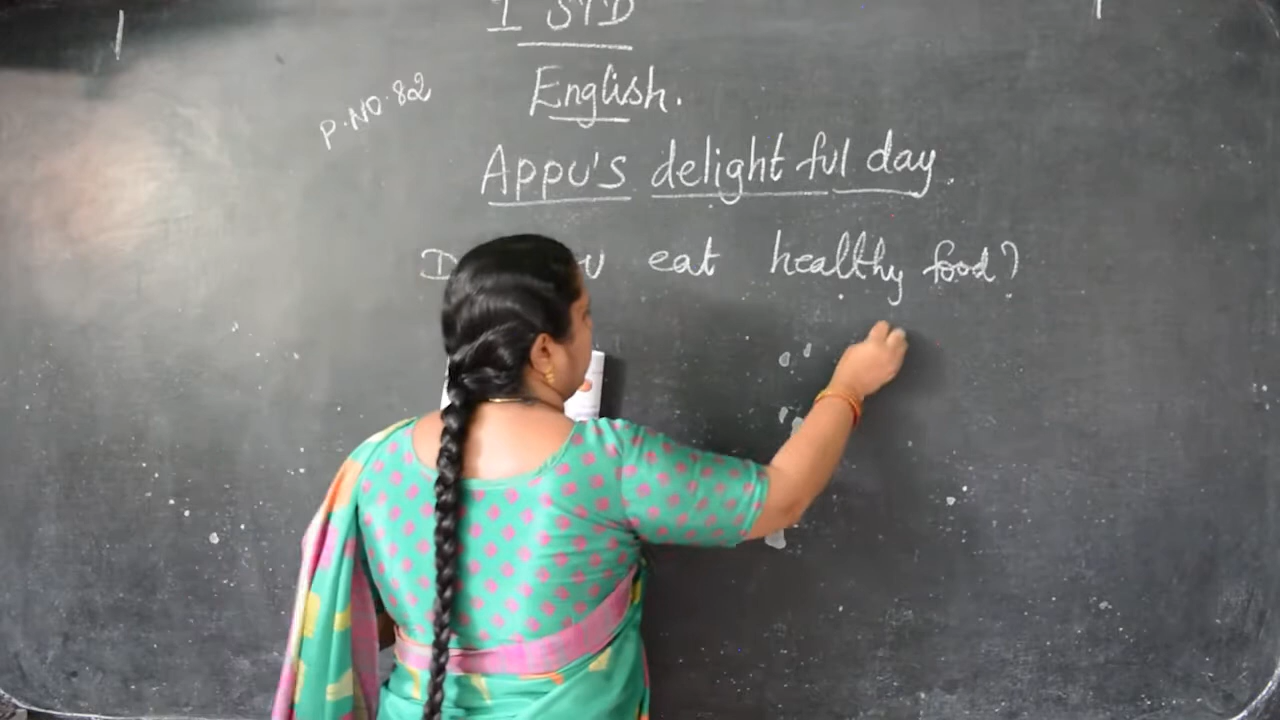 I STD
English.
P.NO.82
Appu's delightful day.
eat healthy food?